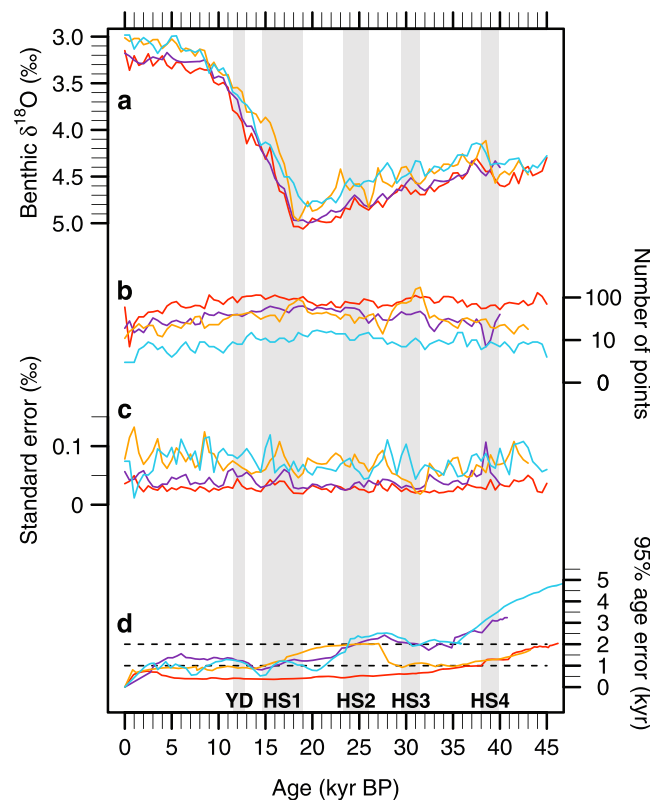 3.0
3.5
4.0
4.5
5.0
Benthic δ¹⁸O (‰)
a
b
100
10
0
Number of points
c
0.1
0
Standard error (‰)
d
5
4
3
2
1
0
95% age error (kyr)
YD HS1 HS2 HS3 HS4
0 5 10 15 20 25 30 35 40 45
Age (kyr BP)